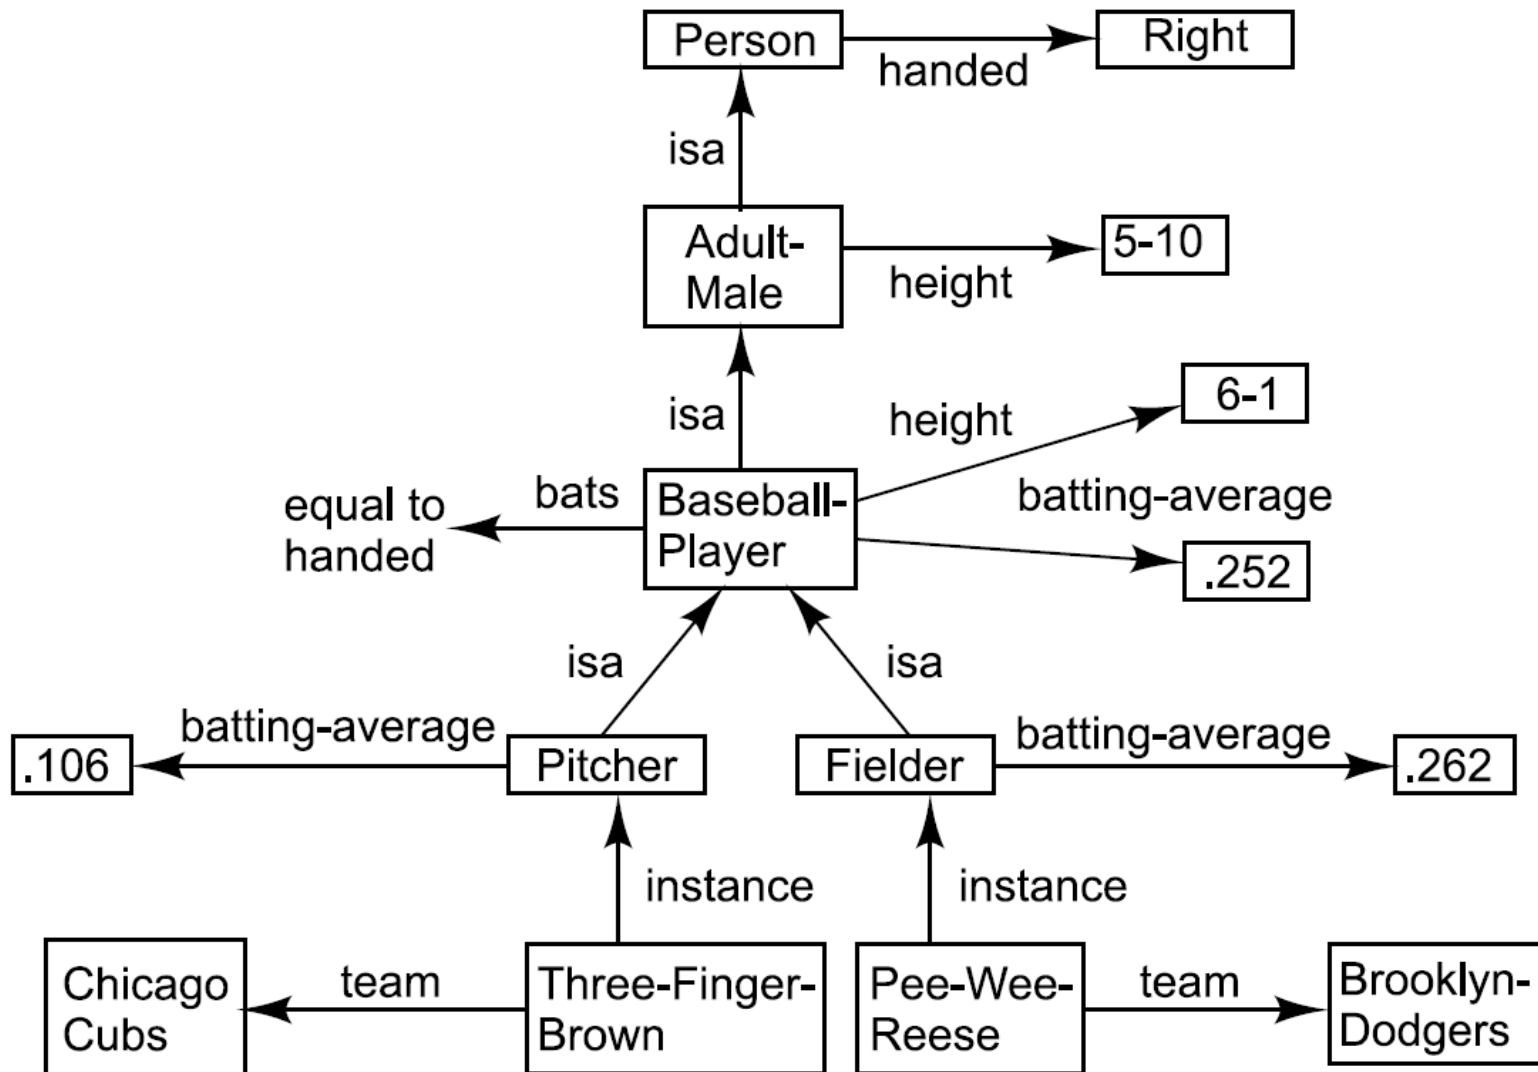 Person
handed
Right
isa
Adult-
Male
height
5-10
isa
height
6-1
equal to
handed
bats
Baseball-
Player
batting-average
.252
isa
isa
.106
batting-average
Pitcher
Fielder
batting-average
.262
instance
instance
Chicago
Cubs
team
Three-Finger-
Brown
Pee-Wee-
Reese
team
Brooklyn-
Dodgers